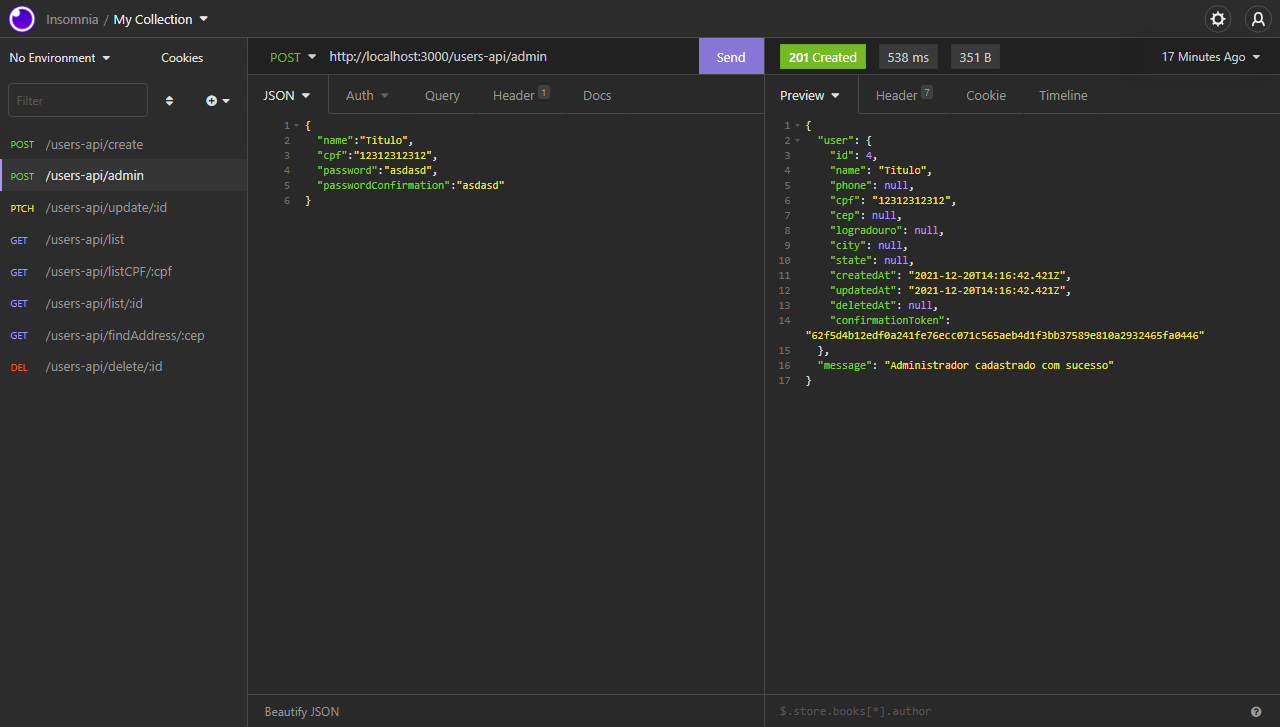 Insomnia / My Collection
No Environment
Cookies
Filter
POST /users-api/create
POST /users-api/admin
PTCH /users-api/update/:id
GET /users-api/list
GET /users-api/listCPF/:cpf
GET /users-api/list/:id
GET /users-api/findAddress/:cep
DEL /users-api/delete/:id
POST http://localhost:3000/users-api/admin Send
JSON Auth Query Header 1 Docs
1 {
2 "name":"Titulo",
3 "cpf":"12312312312",
4 "password":"asdasd",
5 "passwordConfirmation":"asdasd"
6 }
Beautify JSON
201 Created 538 ms 351 B 17 Minutes Ago
Preview Header 7 Cookie Timeline
1 {
2 "user": {
3 "id": 4,
4 "name": "Titulo",
5 "phone": null,
6 "cpf": "12312312312",
7 "cep": null,
8 "logradouro": null,
9 "city": null,
10 "state": null,
11 "createdAt": "2021-12-20T14:16:42.421Z",
12 "updatedAt": "2021-12-20T14:16:42.421Z",
13 "deletedAt": null,
14 "confirmationToken":
"62f5d4b12edf0a241fe76ecc071c565aeb4d1f3bb37589e810a2932465fa0446"
15 },
16 "message": "Administrador cadastrado com sucesso"
17 }
$.store.books[*].author